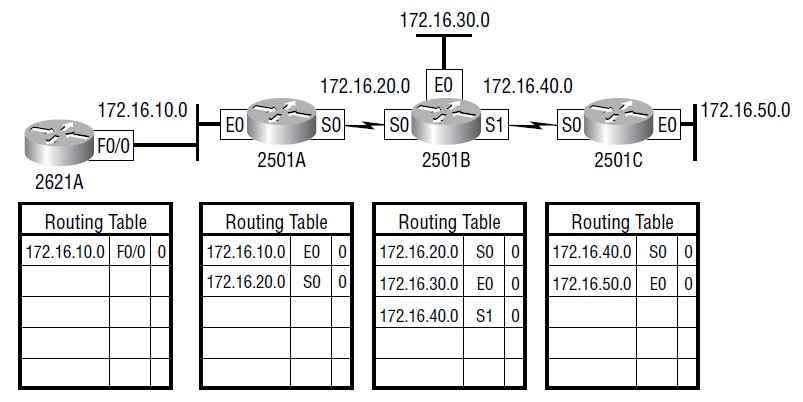 172.16.30.0
172.16.20.0 E0 172.16.40.0
172.16.10.0 172.16.50.0
F0/0 E0 S0 S0 S1 S0 E0
2621A 2501A 2501B 2501C
Routing Table
172.16.10.0 F0/0 0
Routing Table
172.16.10.0 E0 0
172.16.20.0 S0 0
Routing Table
172.16.20.0 S0 0
172.16.30.0 E0 0
172.16.40.0 S1 0
Routing Table
172.16.40.0 S0 0
172.16.50.0 E0 0